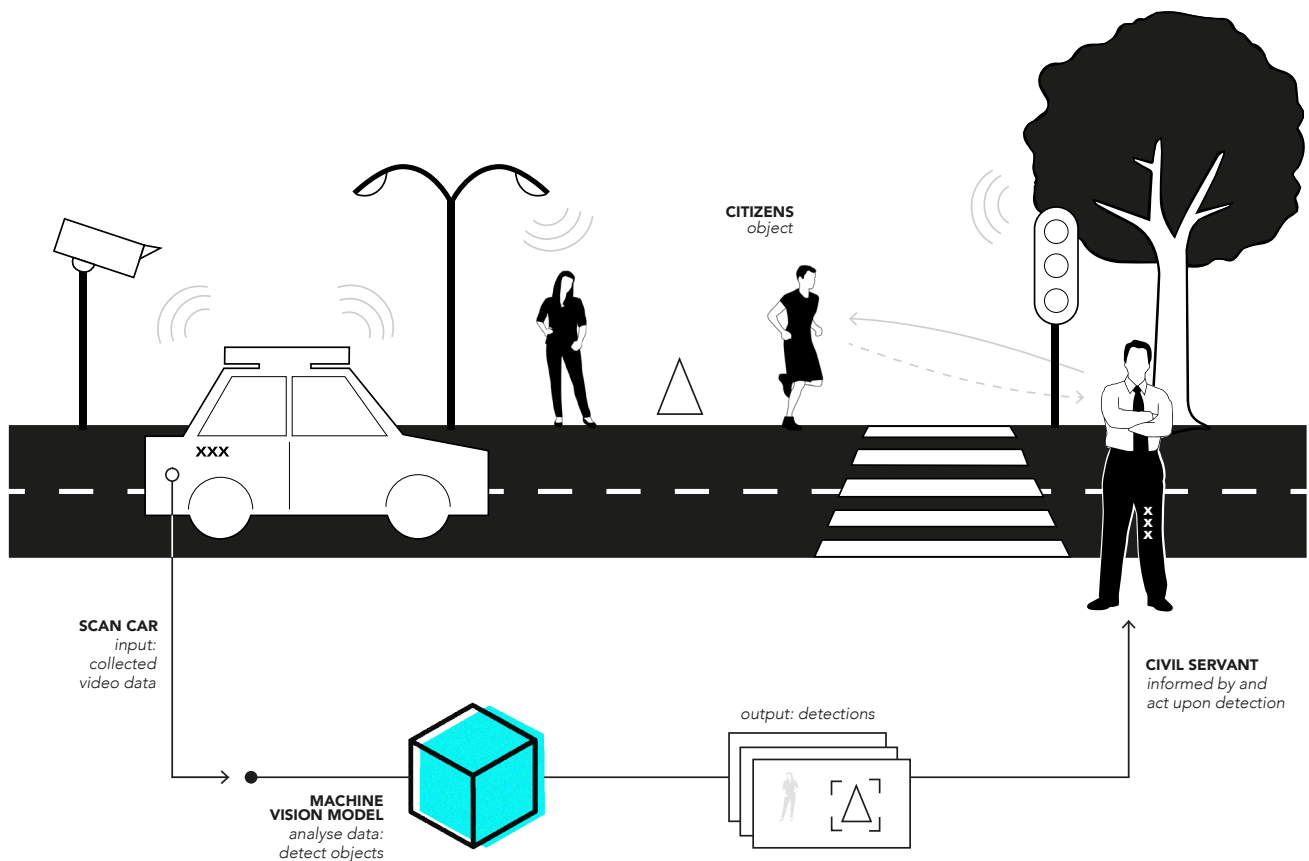 CITIZENS
object
XXX
X
X
X
SCAN CAR
input:
collected
video data
CIVIL SERVANT
informed by and
act upon detection
output: detections
MACHINE
VISION MODEL
analyse data:
detect objects